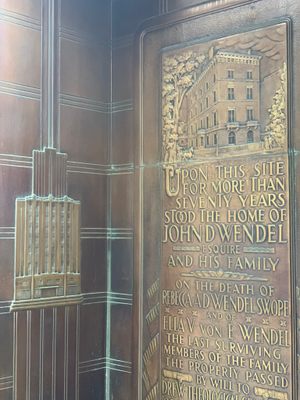 UPON THIS SITE
FOR MORE THAN
SEVENTY YEARS
STOOD THE HOME OF
JOHN D WENDEL
ESQUIRE
AND HIS FAMILY
ON THE DEATH OF
REBECCA A D WENDEL SWOPE
AND OF
ELLA V VON E WENDEL
THE LAST SURVIVING
MEMBERS OF THE FAMILY
THE PROPERTY PASSED
BY WILL TO
DREW THEOLOGICAL